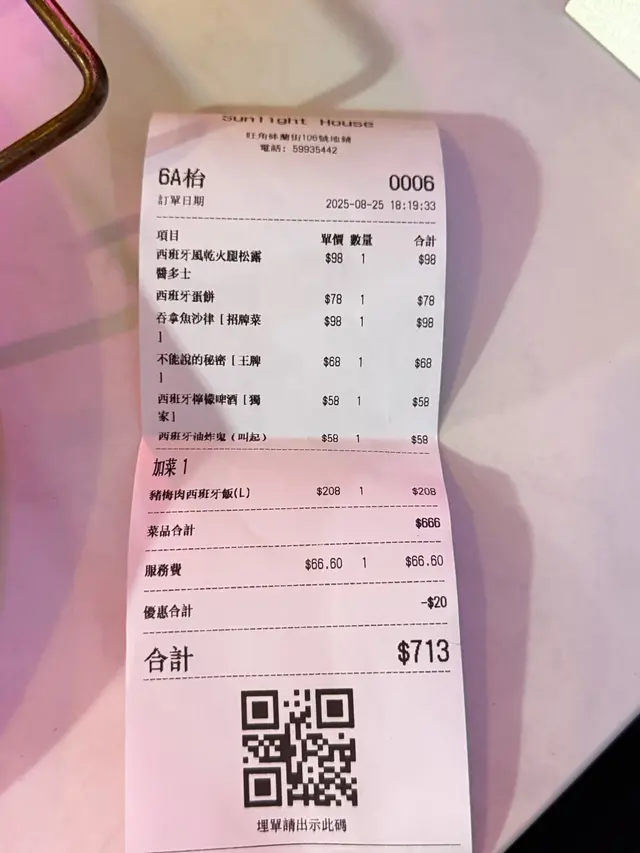 Sunlight House
旺角砵蘭街106號地鋪
電話: 59935442
6A枱 0006
訂單日期 2025-08-25 18:19:33
項目 單價 數量 合計
西班牙風乾火腿松露 $98 1 $98
醬多士
西班牙蛋餅 $78 1 $78
吞拿魚沙律[招牌菜 $98 1 $98
]
不能說的秘密[王牌 $68 1 $68
]
西班牙檸檬啤酒[獨 $58 1 $58
家]
西班牙油炸鬼(叫起) $58 1 $58
加菜 1
豬梅肉西班牙飯(L) $208 1 $208
菜品合計 $666
服務費 $66.60 1 $66.60
優惠合計 -$20
合計 $713
埋單請出示此碼